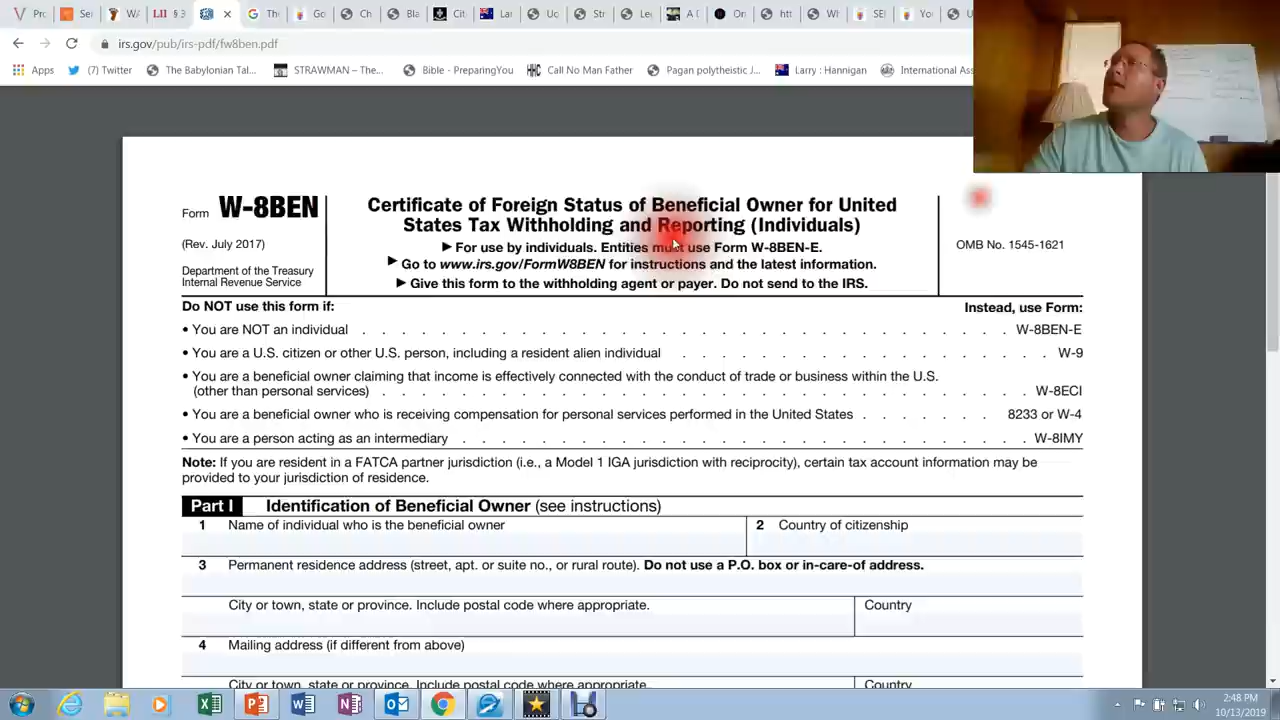 irs.gov/pub/irs-pdf/fw8ben.pdf
Apps (7) Twitter The Babylonian Tal... STRAWMAN – The... Bible - PreparingYou Call No Man Father Pagan polytheistic J... Larry : Hannigan International Ass
Form W-8BEN
(Rev. July 2017)
Department of the Treasury
Internal Revenue Service
Certificate of Foreign Status of Beneficial Owner for United
States Tax Withholding and Reporting (Individuals)
▶ For use by individuals. Entities must use Form W-8BEN-E.
▶ Go to www.irs.gov/FormW8BEN for instructions and the latest information.
▶ Give this form to the withholding agent or payer. Do not send to the IRS.
OMB No. 1545-1621
Do NOT use this form if: Instead, use Form:
• You are NOT an individual . . . . . . . . . . . . . . . . . . . . W-8BEN-E
• You are a U.S. citizen or other U.S. person, including a resident alien individual . . . . . . . . . . W-9
• You are a beneficial owner claiming that income is effectively connected with the conduct of trade or business within the U.S.
(other than personal services) . . . . . . . . . . . . . . . . . . . . W-8ECI
• You are a beneficial owner who is receiving compensation for personal services performed in the United States . . . . . . 8233 or W-4
• You are a person acting as an intermediary . . . . . . . . . . . . . . . . W-8IMY
Note: If you are resident in a FATCA partner jurisdiction (i.e., a Model 1 IGA jurisdiction with reciprocity), certain tax account information may be
provided to your jurisdiction of residence.
Part I Identification of Beneficial Owner (see instructions)
1 Name of individual who is the beneficial owner 2 Country of citizenship
3 Permanent residence address (street, apt. or suite no., or rural route). Do not use a P.O. box or in-care-of address.
City or town, state or province. Include postal code where appropriate. Country
4 Mailing address (if different from above)
City or town, state or province. Include postal code where appropriate. Country
2:48 PM
10/13/2019